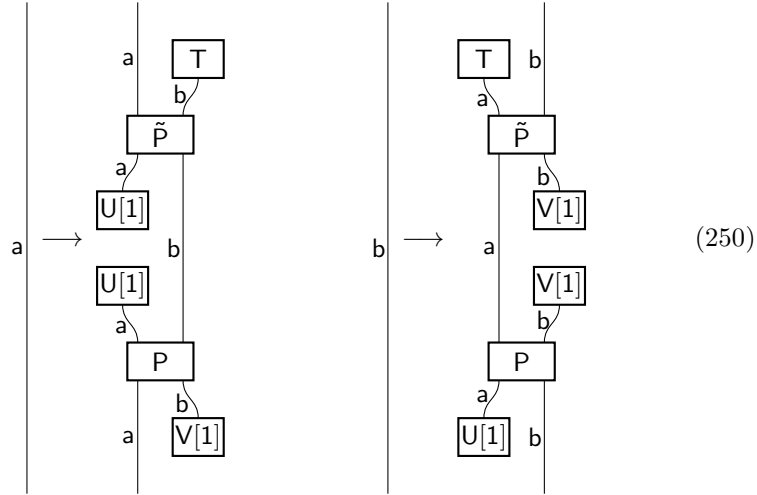 a T b T
b a
P̃ P̃
a b
U[1] V[1]
a → b b → a (250)
U[1] V[1]
a b
P P
b a
a V[1] U[1] b